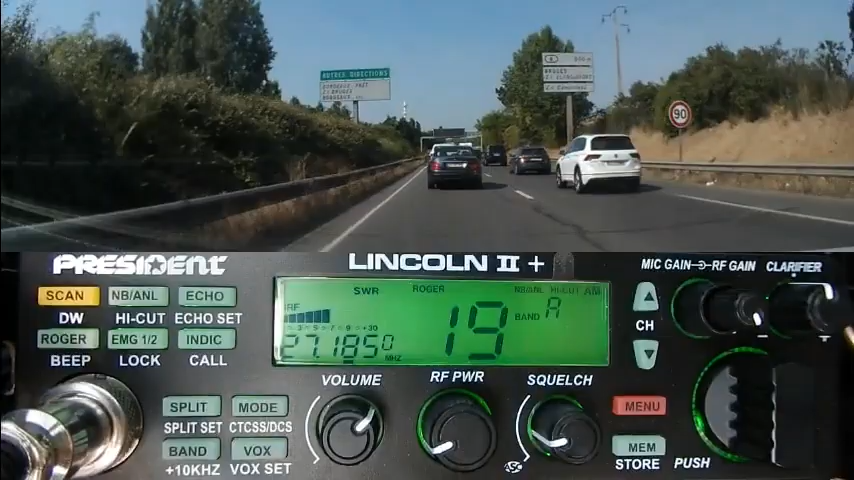 AUTRES DIRECTIONS
BRUGES
90
PRESIDENT
LINCOLN II +
MIC GAIN RF GAIN CLARIFIER
SCAN NB/ANL ECHO
DW HI-CUT ECHO SET
ROGER EMG 1/2 INDIC
BEEP LOCK CALL
SWR ROGER NB/ANL HI-CUT AM
RF
19 BAND A
27.1850 MHZ
CH
VOLUME RF PWR SQUELCH
SPLIT MODE
SPLIT SET CTCSS/DCS
BAND VOX
+10KHZ VOX SET
ASC
MENU
MEM
STORE PUSH